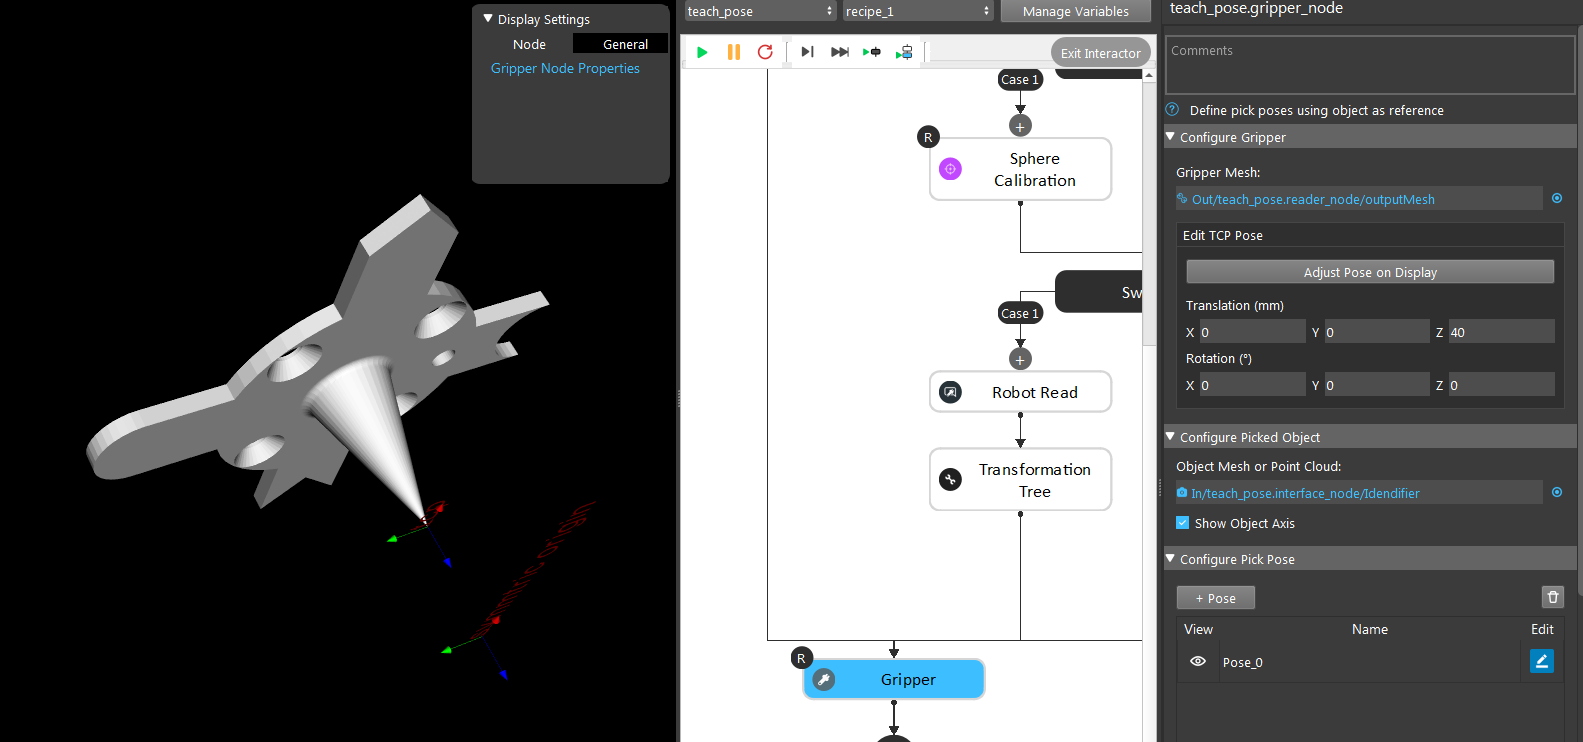 Display Settings
Node
General
Gripper Node Properties
teach_pose
recipe_1
Manage Variables
Exit Interactor
Case 1
R
Sphere
Calibration
Sw
Case 1
Robot Read
Transformation
Tree
R
Gripper
teach_pose.gripper_node
Comments
? Define pick poses using object as reference
Configure Gripper
Gripper Mesh:
Out/teach_pose.reader_node/outputMesh
Edit TCP Pose
Adjust Pose on Display
Translation (mm)
X 0 Y 0 Z 40
Rotation (°)
X 0 Y 0 Z 0
Configure Picked Object
Object Mesh or Point Cloud:
In/teach_pose.interface_node/Idendifier
Show Object Axis
Configure Pick Pose
+ Pose
View Name Edit
Pose_0